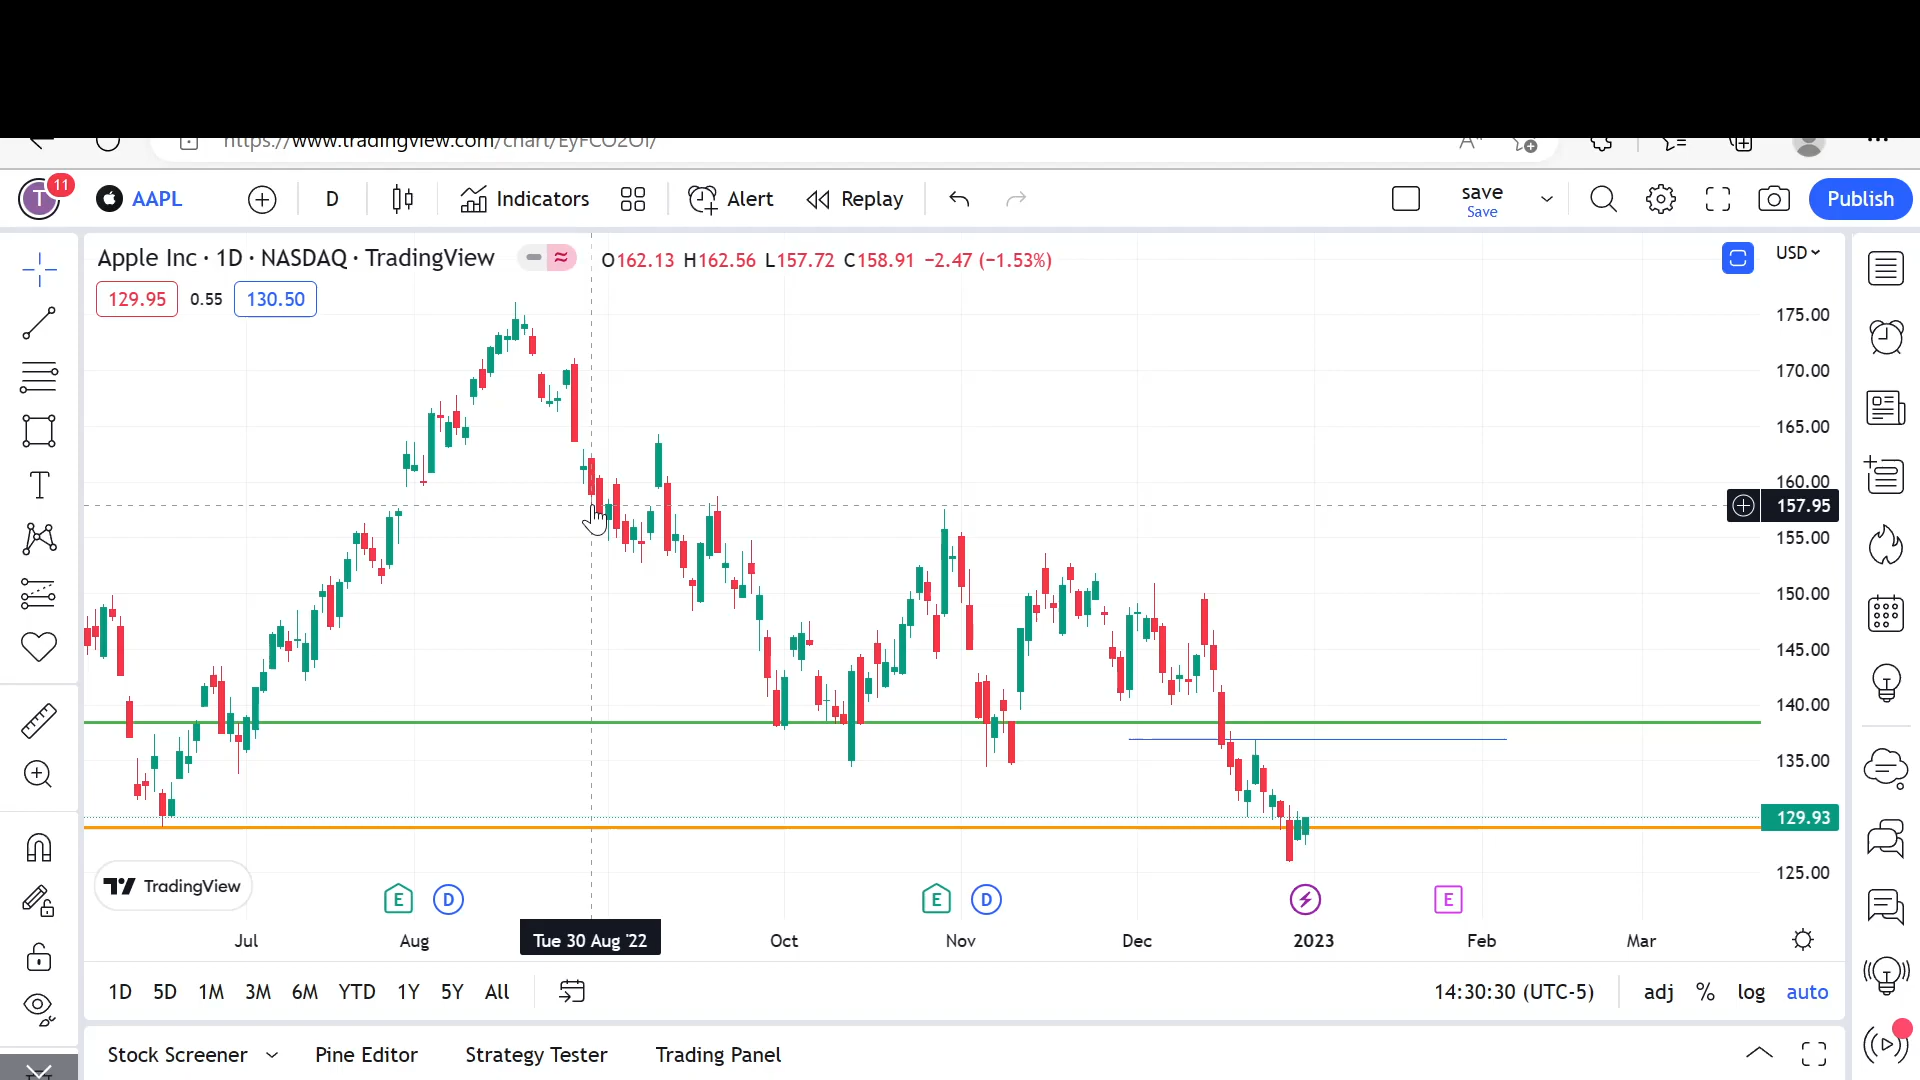 https://www.tradingview.com/chart/EyFCO2OI/
T 11 AAPL D Indicators Alert Replay save Save Publish
Apple Inc · 1D · NASDAQ · TradingView O162.13 H162.56 L157.72 C158.91 −2.47 (−1.53%) USD
129.95 0.55 130.50
175.00
170.00
165.00
160.00
157.95
155.00
150.00
145.00
140.00
135.00
129.93
125.00
TradingView
E D E D E
Jul Aug Tue 30 Aug '22 Oct Nov Dec 2023 Feb Mar
1D 5D 1M 3M 6M YTD 1Y 5Y All 14:30:30 (UTC-5) adj % log auto
Stock Screener Pine Editor Strategy Tester Trading Panel